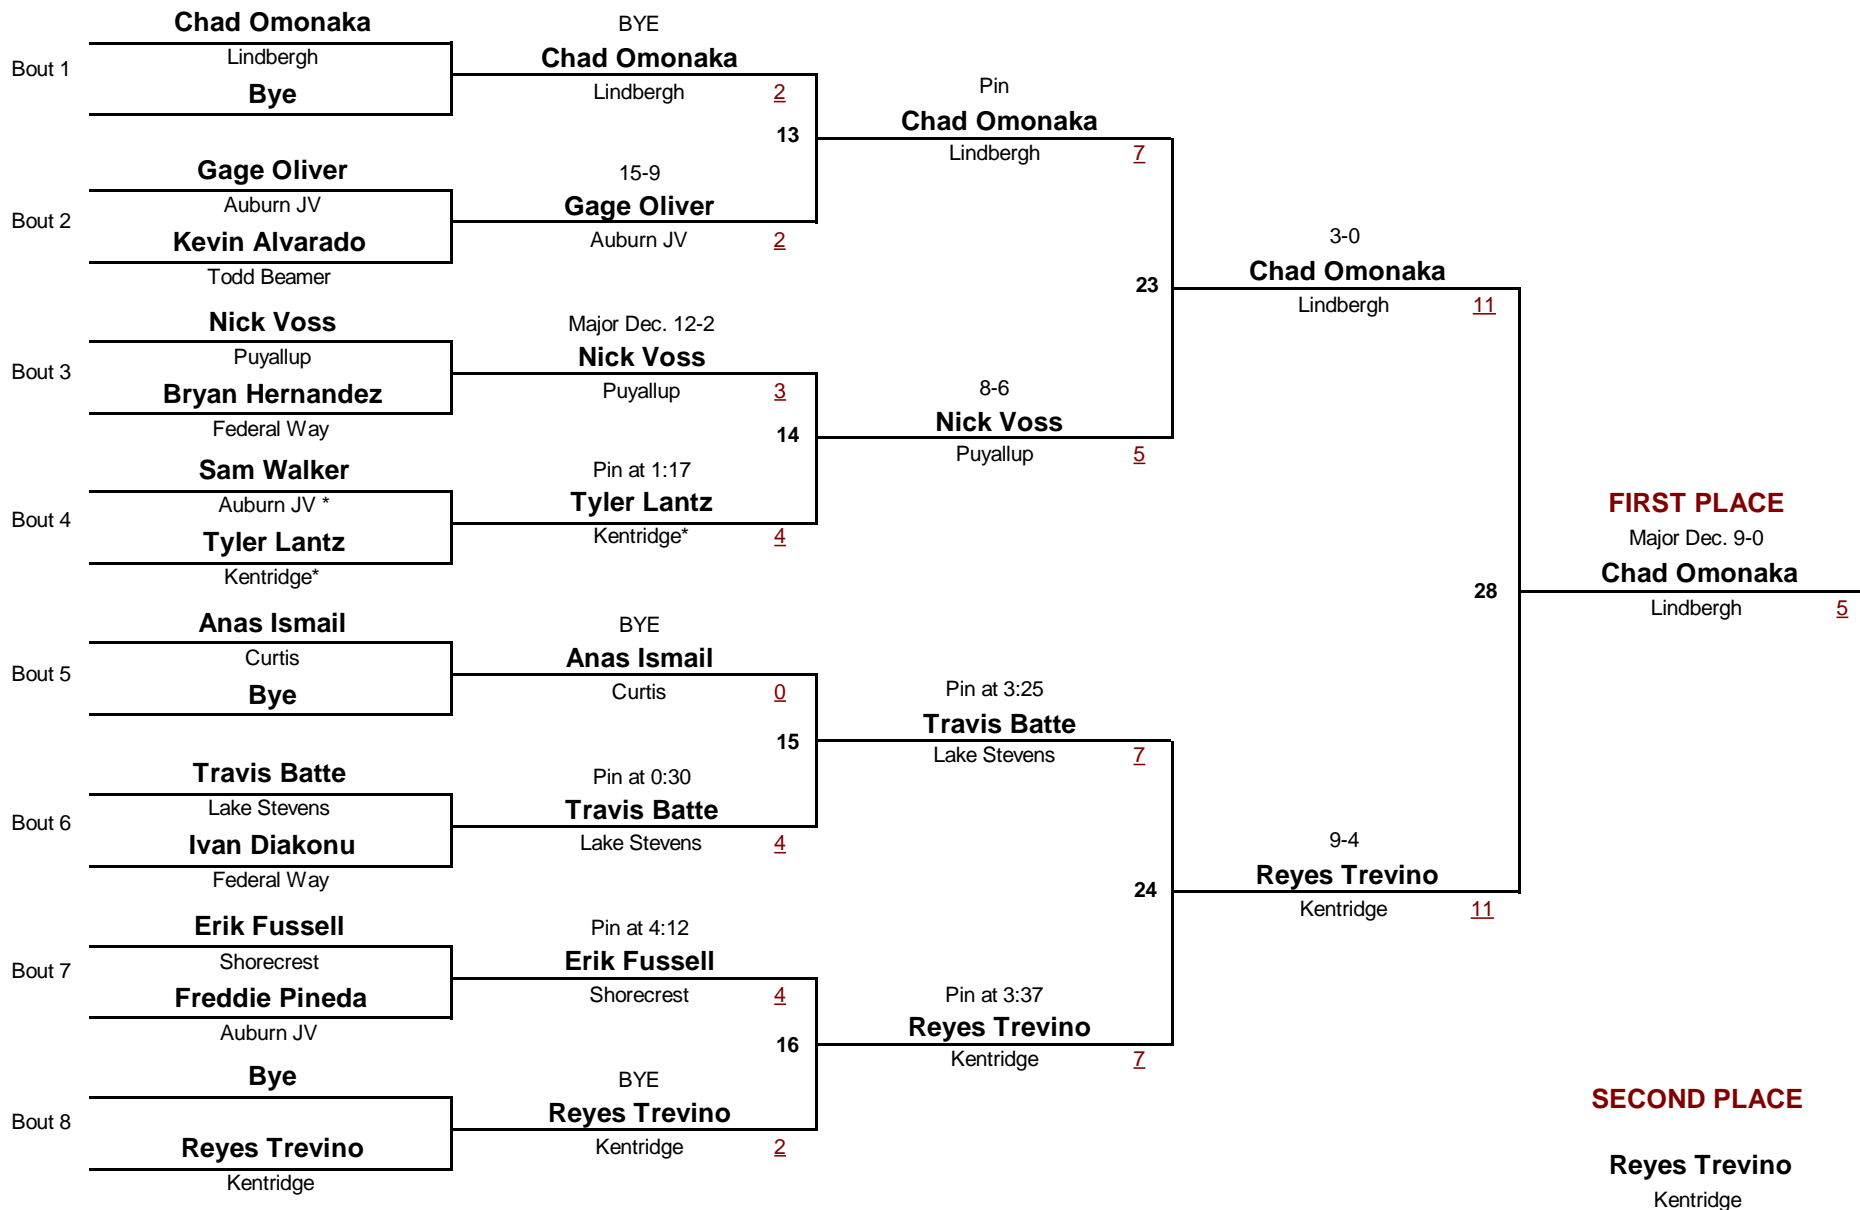 Chad Omonaka
Bout 1
Lindbergh
Bye
Gage Oliver
Bout 2
Auburn JV
Kevin Alvarado
Todd Beamer
Nick Voss
Bout 3
Puyallup
Bryan Hernandez
Federal Way
Sam Walker
Bout 4
Auburn JV *
Tyler Lantz
Kentridge*
Anas Ismail
Bout 5
Curtis
Bye
Travis Batte
Bout 6
Lake Stevens
Ivan Diakonu
Federal Way
Erik Fussell
Bout 7
Shorecrest
Freddie Pineda
Auburn JV
Bye
Bout 8
Reyes Trevino
Kentridge
BYE
Chad Omonaka
Lindbergh 2
13
15-9
Gage Oliver
Auburn JV 2
Major Dec. 12-2
Nick Voss
Puyallup 3
14
Pin at 1:17
Tyler Lantz
Kentridge* 4
BYE
Anas Ismail
Curtis 0
15
Pin at 0:30
Travis Batte
Lake Stevens 4
Pin at 4:12
Erik Fussell
Shorecrest 4
16
BYE
Reyes Trevino
Kentridge 2
Pin
Chad Omonaka
Lindbergh 7
23
8-6
Nick Voss
Puyallup 5
Pin at 3:25
Travis Batte
Lake Stevens 7
24
Pin at 3:37
Reyes Trevino
Kentridge 7
3-0
Chad Omonaka
Lindbergh 11
28
9-4
Reyes Trevino
Kentridge 11
FIRST PLACE
Major Dec. 9-0
Chad Omonaka
Lindbergh 5
SECOND PLACE
Reyes Trevino
Kentridge